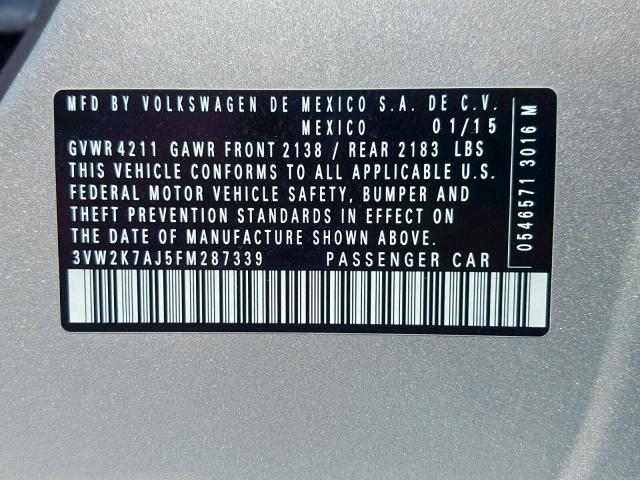 MFD BY VOLKSWAGEN DE MEXICO S.A. DE C.V.
MEXICO 01/15
GVWR 4211 GAWR FRONT 2138 / REAR 2183 LBS
THIS VEHICLE CONFORMS TO ALL APPLICABLE U.S.
FEDERAL MOTOR VEHICLE SAFETY, BUMPER AND
THEFT PREVENTION STANDARDS IN EFFECT ON
THE DATE OF MANUFACTURE SHOWN ABOVE.
3VW2K7AJ5FM287339 PASSENGER CAR
0546571 3016 M